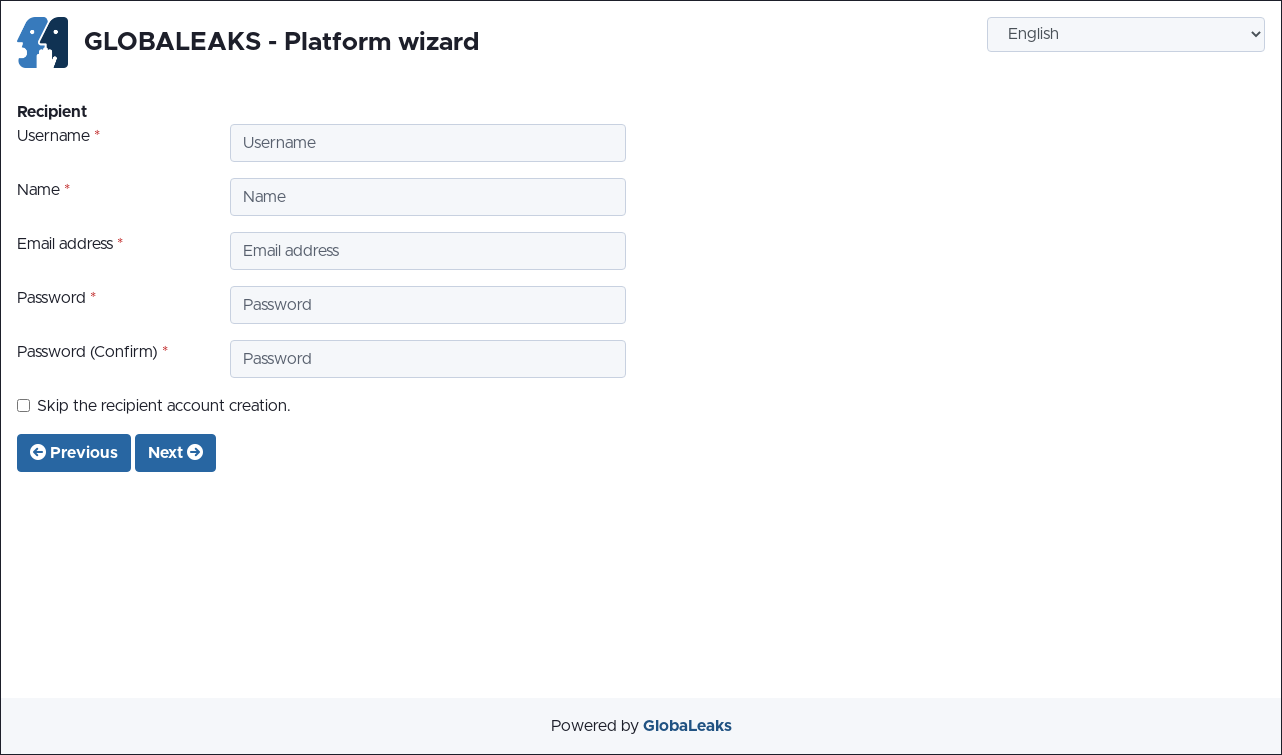 GLOBALEAKS - Platform wizard
English
Recipient
Username *
Username
Name *
Name
Email address *
Email address
Password *
Password
Password (Confirm) *
Password
Skip the recipient account creation.
Previous
Next
Powered by GlobaLeaks